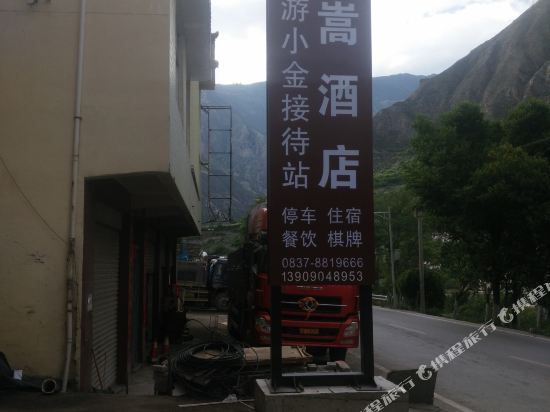 嵩酒店
游小金接待站
停车 住宿
餐饮 棋牌
0837-8819666
13909048953
@携程旅行
@携程旅行